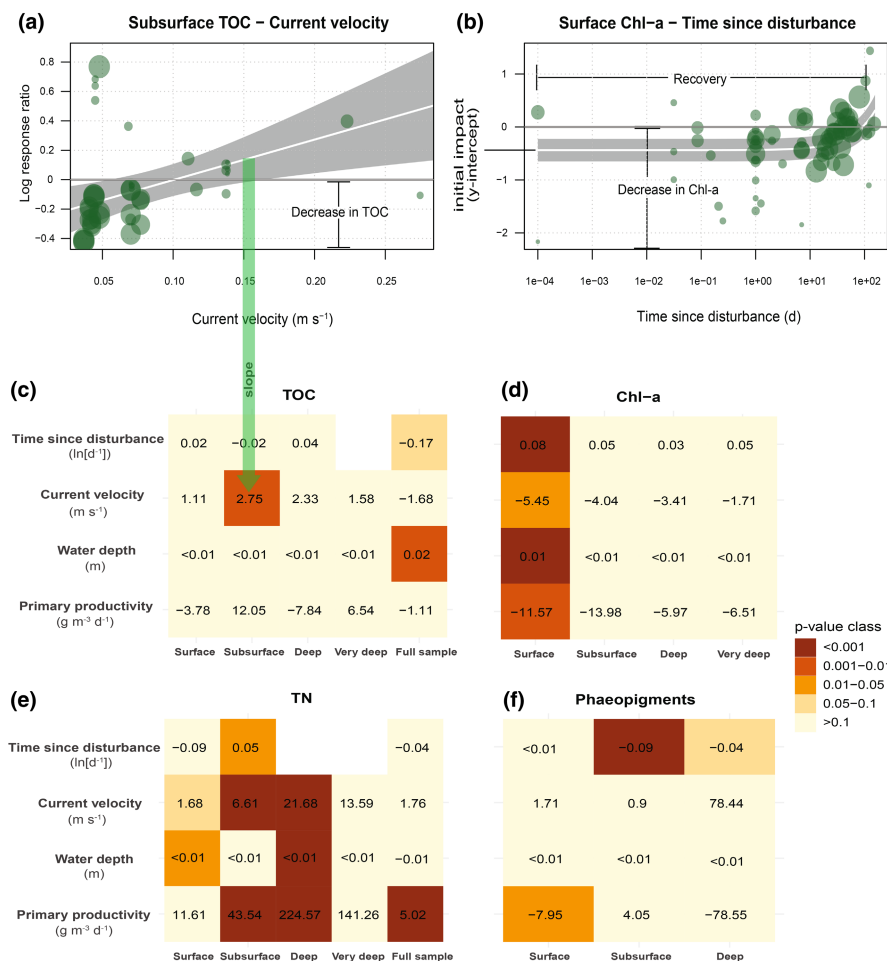 (a)
Subsurface TOC − Current velocity
Log response ratio
0.8
0.6
0.4
0.2
0
−0.2
−0.4
Decrease in TOC
0.05
0.10
0.15
0.20
0.25
Current velocity (m s⁻¹)
slope
(b)
Surface Chl−a − Time since disturbance
initial impact
(y-intercept)
1
0
−1
−2
Recovery
Decrease in Chl-a
1e−04
1e−03
1e−02
1e−01
1e+00
1e+01
1e+02
Time since disturbance (d)
(c)
TOC
Time since disturbance
(ln[d⁻¹])
0.02 −0.02 0.04 −0.17
Current velocity
(m s⁻¹)
1.11 2.75 2.33 1.58 −1.68
Water depth
(m)
<0.01 <0.01 <0.01 <0.01 0.02
Primary productivity
(g m⁻³ d⁻¹)
−3.78 12.05 −7.84 6.54 −1.11
Surface Subsurface Deep Very deep Full sample
(d)
Chl−a
0.08 0.05 0.03 0.05
−5.45 −4.04 −3.41 −1.71
0.01 <0.01 <0.01 <0.01
−11.57 −13.98 −5.97 −6.51
Surface Subsurface Deep Very deep
p-value class
<0.001
0.001−0.01
0.01−0.05
0.05−0.1
>0.1
(e)
TN
Time since disturbance
(ln[d⁻¹])
−0.09 0.05 −0.04
Current velocity
(m s⁻¹)
1.68 6.61 21.68 13.59 1.76
Water depth
(m)
<0.01 <0.01 <0.01 <0.01 −0.01
Primary productivity
(g m⁻³ d⁻¹)
11.61 43.54 224.57 141.26 5.02
Surface Subsurface Deep Very deep Full sample
(f)
Phaeopigments
<0.01 −0.09 −0.04
1.71 0.9 78.44
<0.01 <0.01 <0.01
−7.95 4.05 −78.55
Surface Subsurface Deep